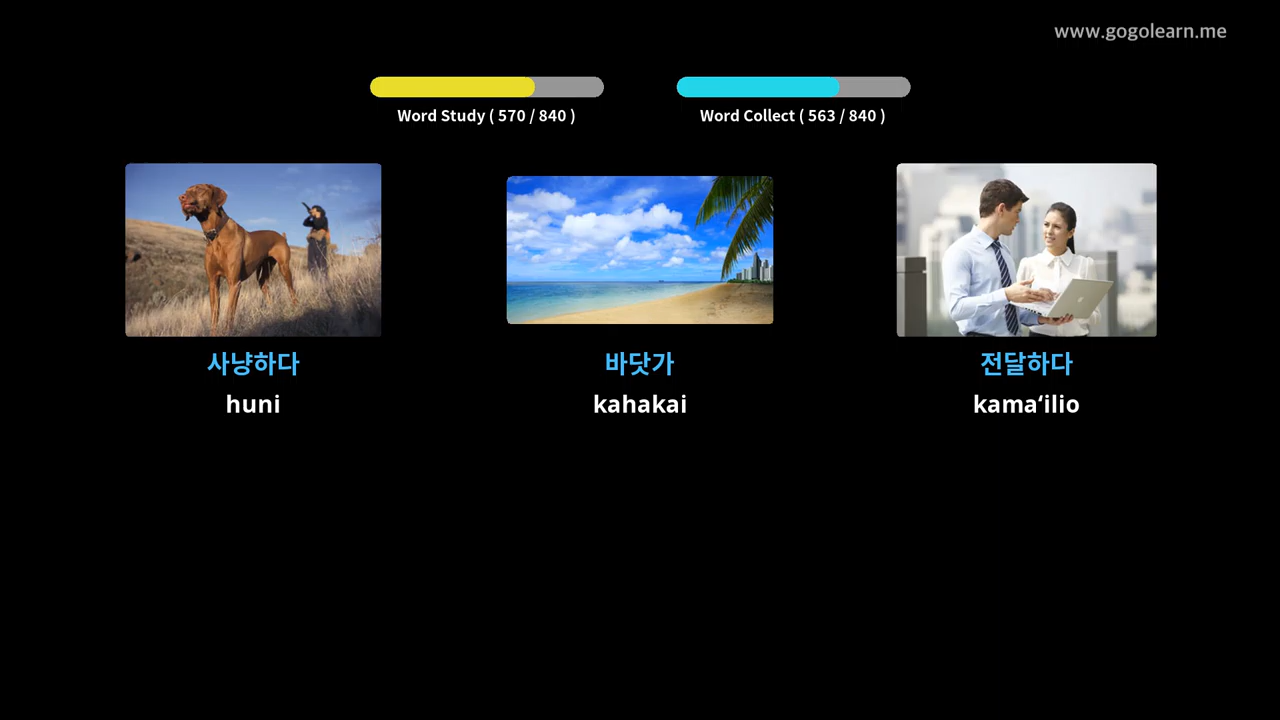 www.gogolearn.me
Word Study ( 570 / 840 )
Word Collect ( 563 / 840 )
사냥하다
huni
바닷가
kahakai
전달하다
kamaʻilio